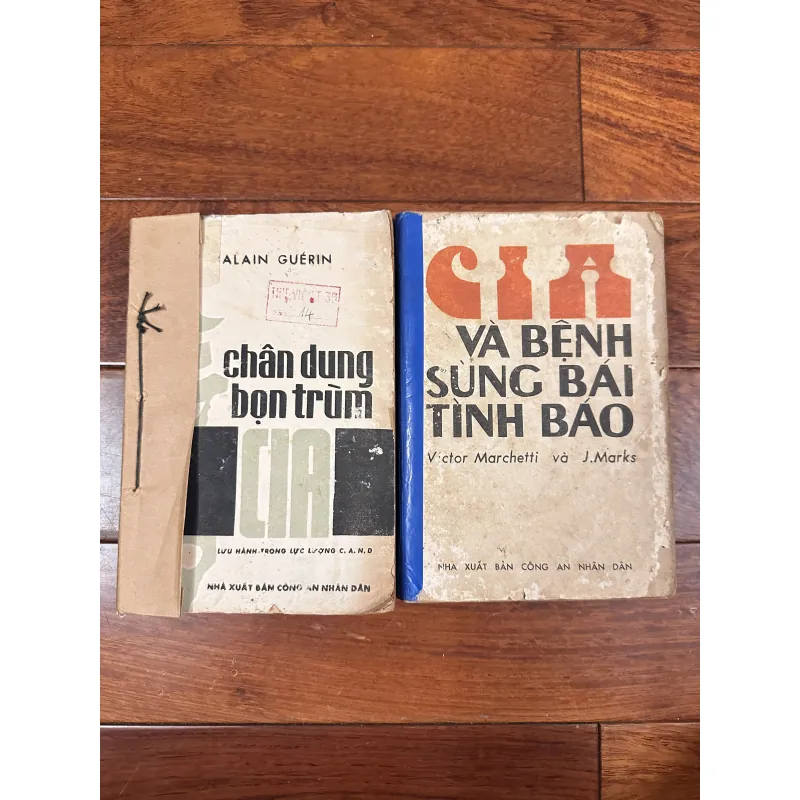 ALAIN GUÉRIN
14
chân dung
bọn trùm
CIA
LƯU HÀNH TRONG LỰC LƯỢNG C.A.N.D
NHÀ XUẤT BẢN CÔNG AN NHÂN DÂN
CIA
VÀ BỆNH
SÙNG BÁI
TÌNH BÁO
Victor Marchetti và J.Marks
NHÀ XUẤT BẢN CÔNG AN NHÂN DÂN